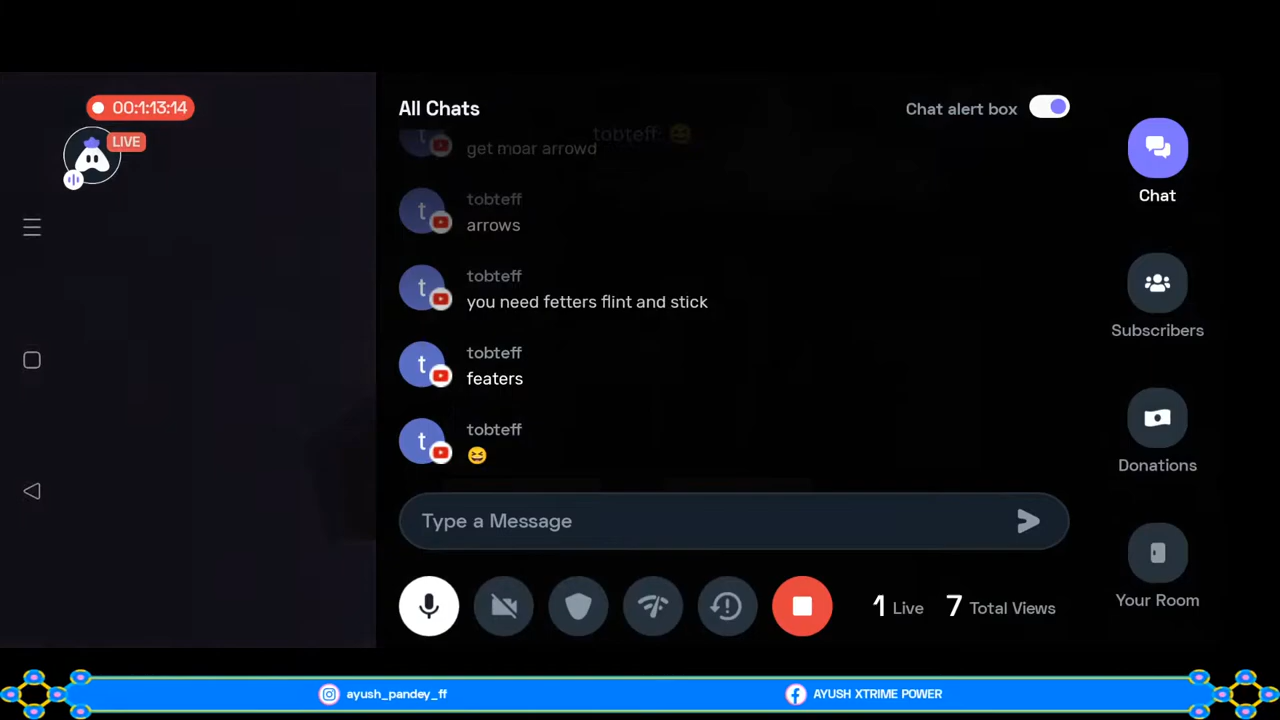 00:1:13:14
LIVE
All Chats
Chat alert box
tobteff: 😆
get moar arrowd
tobteff
arrows
tobteff
you need fetters flint and stick
tobteff
featers
tobteff
😆
Type a Message
1 Live 7 Total Views
Chat
Subscribers
Donations
Your Room
ayush_pandey_ff
AYUSH XTRIME POWER